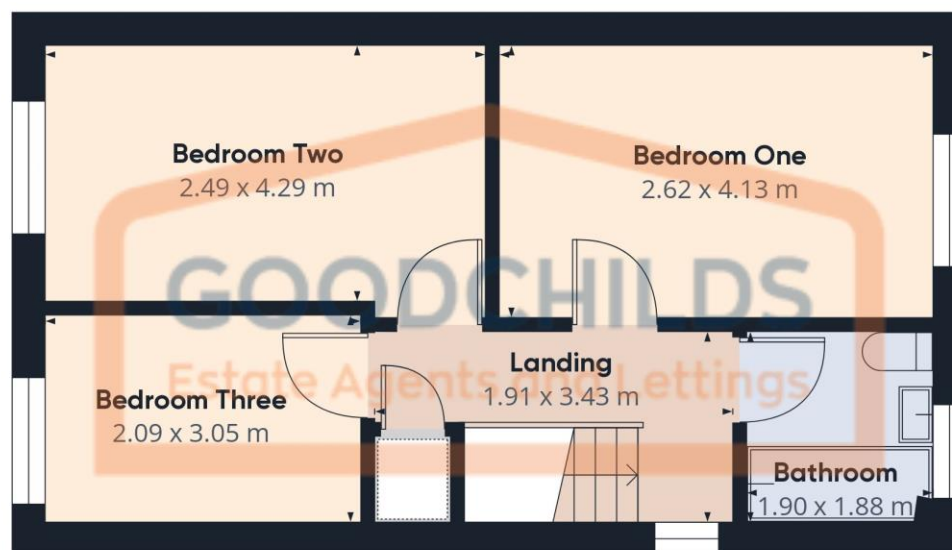 Bedroom Two
2.49 x 4.29 m
Bedroom One
2.62 x 4.13 m
GOODCHILDS
Estate Agents and Lettings
Landing
1.91 x 3.43 m
Bedroom Three
2.09 x 3.05 m
Bathroom
1.90 x 1.88 m